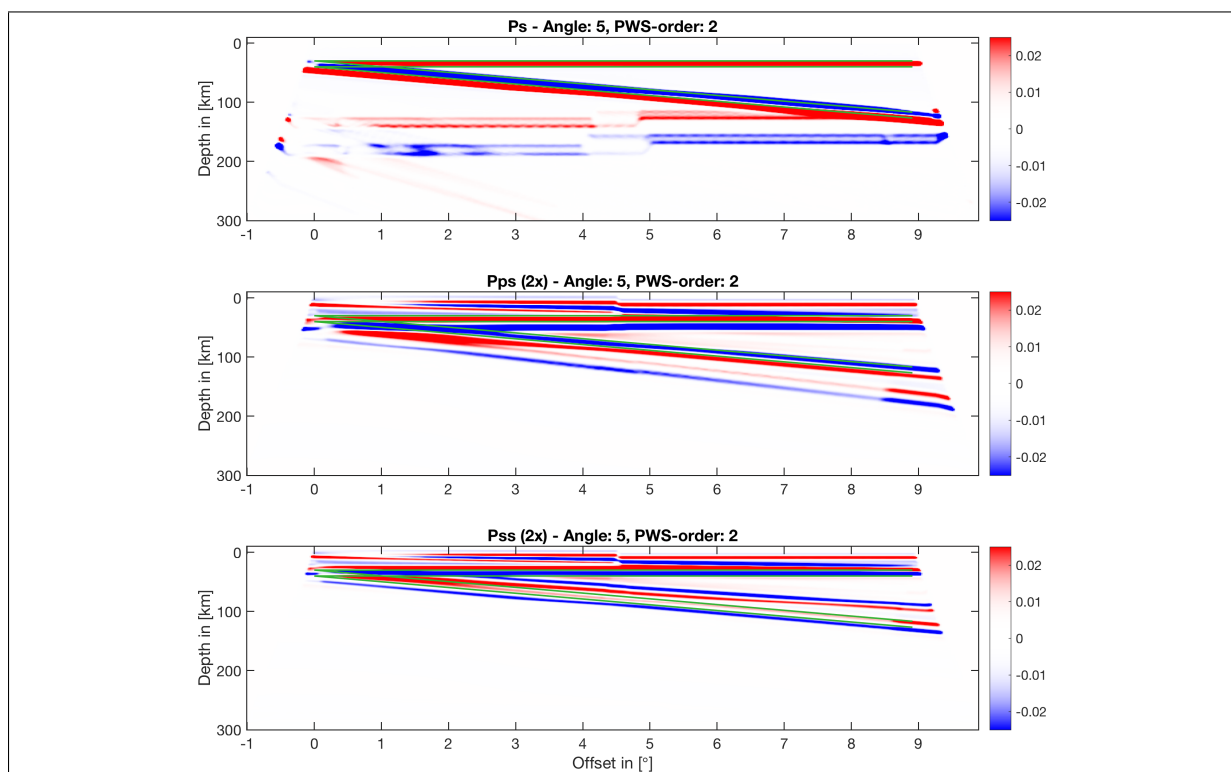 Ps - Angle: 5, PWS-order: 2
0
100
200
300
Depth in [km]
-1 0 1 2 3 4 5 6 7 8 9
0.02
0.01
0
-0.01
-0.02
Pps (2x) - Angle: 5, PWS-order: 2
0
100
200
300
Depth in [km]
-1 0 1 2 3 4 5 6 7 8 9
0.02
0.01
0
-0.01
-0.02
Pss (2x) - Angle: 5, PWS-order: 2
0
100
200
300
Depth in [km]
-1 0 1 2 3 4 5 6 7 8 9
Offset in [°]
0.02
0.01
0
-0.01
-0.02